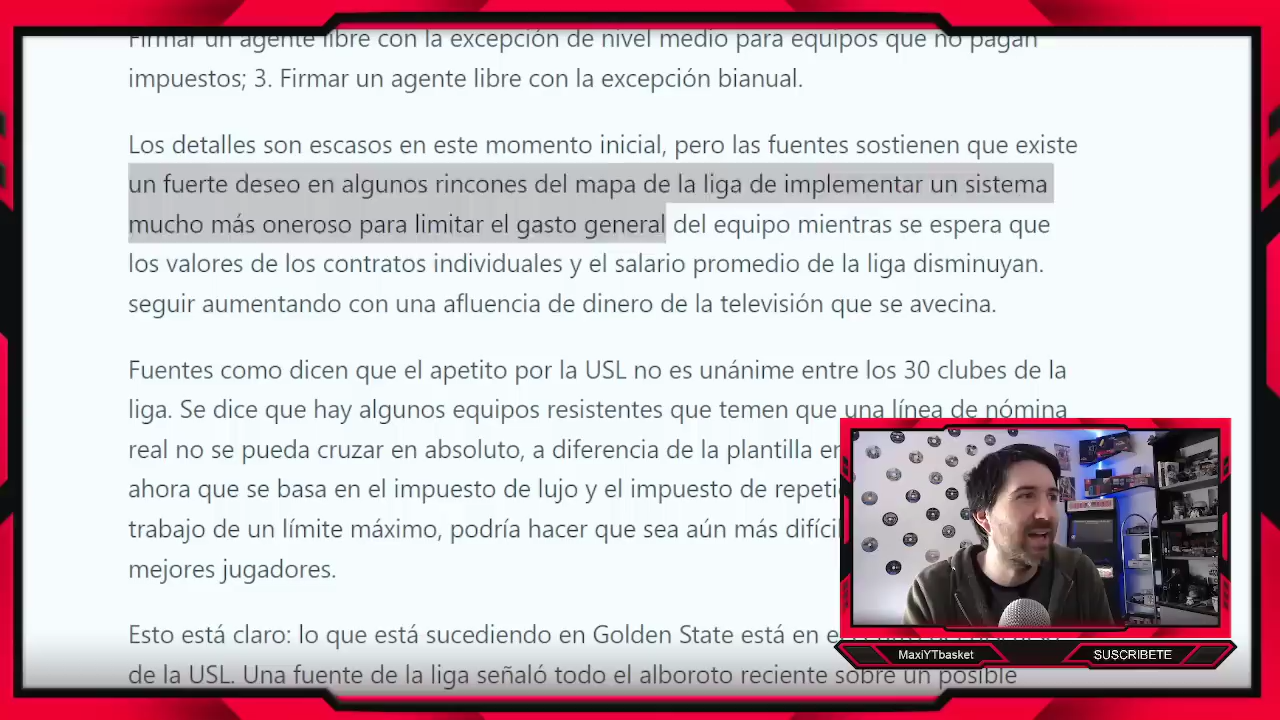 Firmar un agente libre con la excepción de nivel medio para equipos que no pagan
impuestos; 3. Firmar un agente libre con la excepción bianual.
Los detalles son escasos en este momento inicial, pero las fuentes sostienen que existe
un fuerte deseo en algunos rincones del mapa de la liga de implementar un sistema
mucho más oneroso para limitar el gasto general del equipo mientras se espera que
los valores de los contratos individuales y el salario promedio de la liga disminuyan.
seguir aumentando con una afluencia de dinero de la televisión que se avecina.
Fuentes como dicen que el apetito por la USL no es unánime entre los 30 clubes de la
liga. Se dice que hay algunos equipos resistentes que temen que una línea de nómina
real no se pueda cruzar en absoluto, a diferencia de la plantilla
ahora que se basa en el impuesto de lujo y el impuesto de
trabajo de un límite máximo, podría hacer que sea aún más difícil
mejores jugadores.
Esto está claro: lo que está sucediendo en Golden State está en
de la USL. Una fuente de la liga señaló todo el alboroto reciente sobre un posible
MaxiYTbasket
SUSCRIBETE